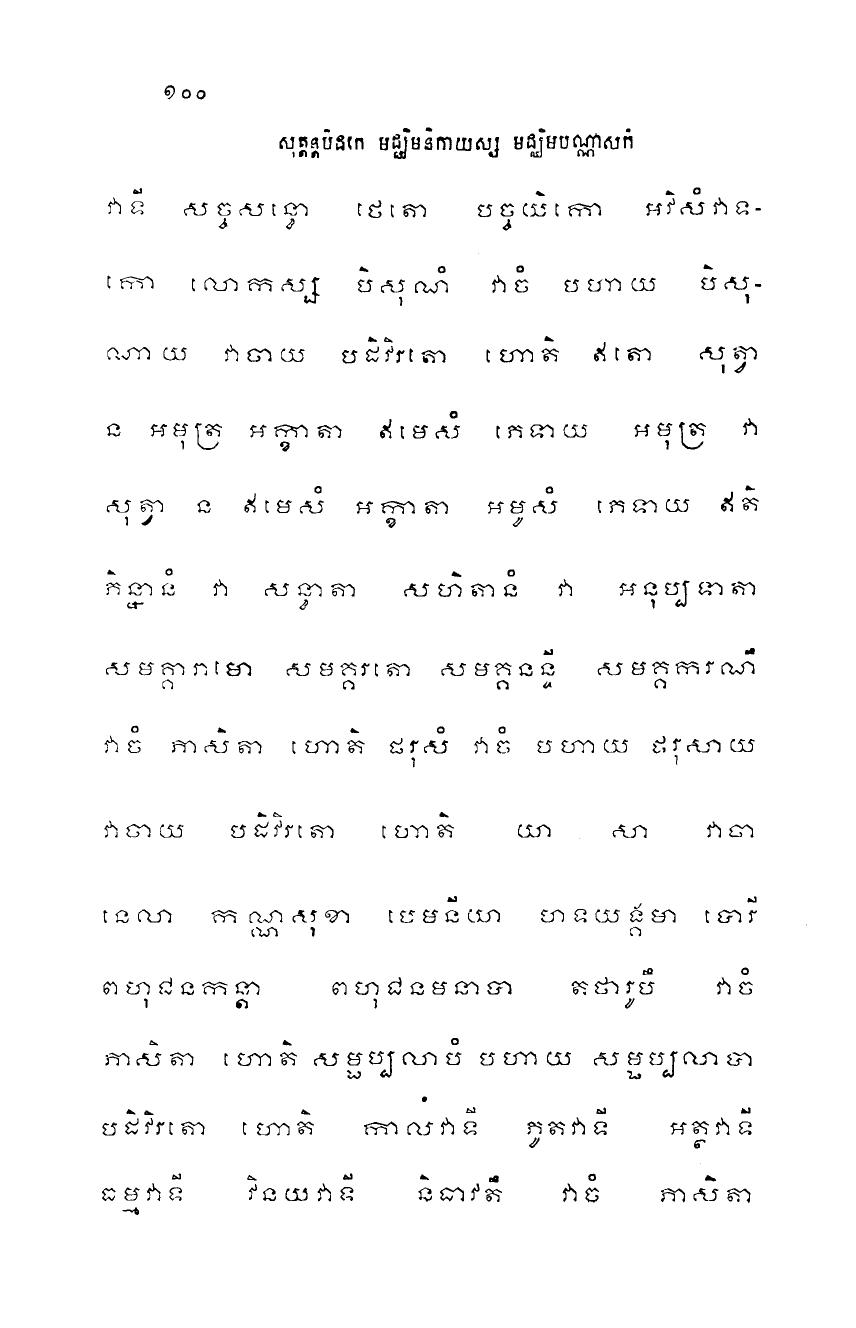 ១០០
សុត្តន្តបិដកេ មជ្ឈិមនិកាយស្ស មជ្ឈិមបណ្ណាសកំ
វាទី សច្ចសន្ធោ ថេតោ បច្ចយិកោ អវិសំវាទ-
កោ លោកស្ស បិសុណំ វាចំ បហាយ បិសុ-
ណាយ វាចាយ បដិវិរតោ ហោតិ ឥតោ សុត្វា
ន អមុត្រ អក្ខាតា ឥមេសំ ភេទាយ អមុត្រ វា
សុត្វា ន ឥមេសំ អក្ខាតា អមូសំ ភេទាយ ឥតិ
ភិន្នានំ វា សន្ធាតា សហិតានំ វា អនុប្បទាតា
សមគ្គារាមោ សមគ្គរតោ សមគ្គនន្ទី សមគ្គករណឹ
វាចំ ភាសិតា ហោតិ ផរុសំ វាចំ បហាយ ផរុសាយ
វាចាយ បដិវិរតោ ហោតិ យា សា វាចា
នេលា កណ្ណសុខា បេមនីយា ហទយង្គមា បោរី
ពហុជនកន្តា ពហុជនមនាបា តថារូបឹ វាចំ
ភាសិតា ហោតិ សម្ផប្បលាបំ បហាយ សម្ផប្បលាបា
បដិវិរតោ ហោតិ កាលវាទី ភូតវាទី អត្ថវាទី
ធម្មវាទី វិនយវាទី និធាវតឹ វាចំ ភាសិតា